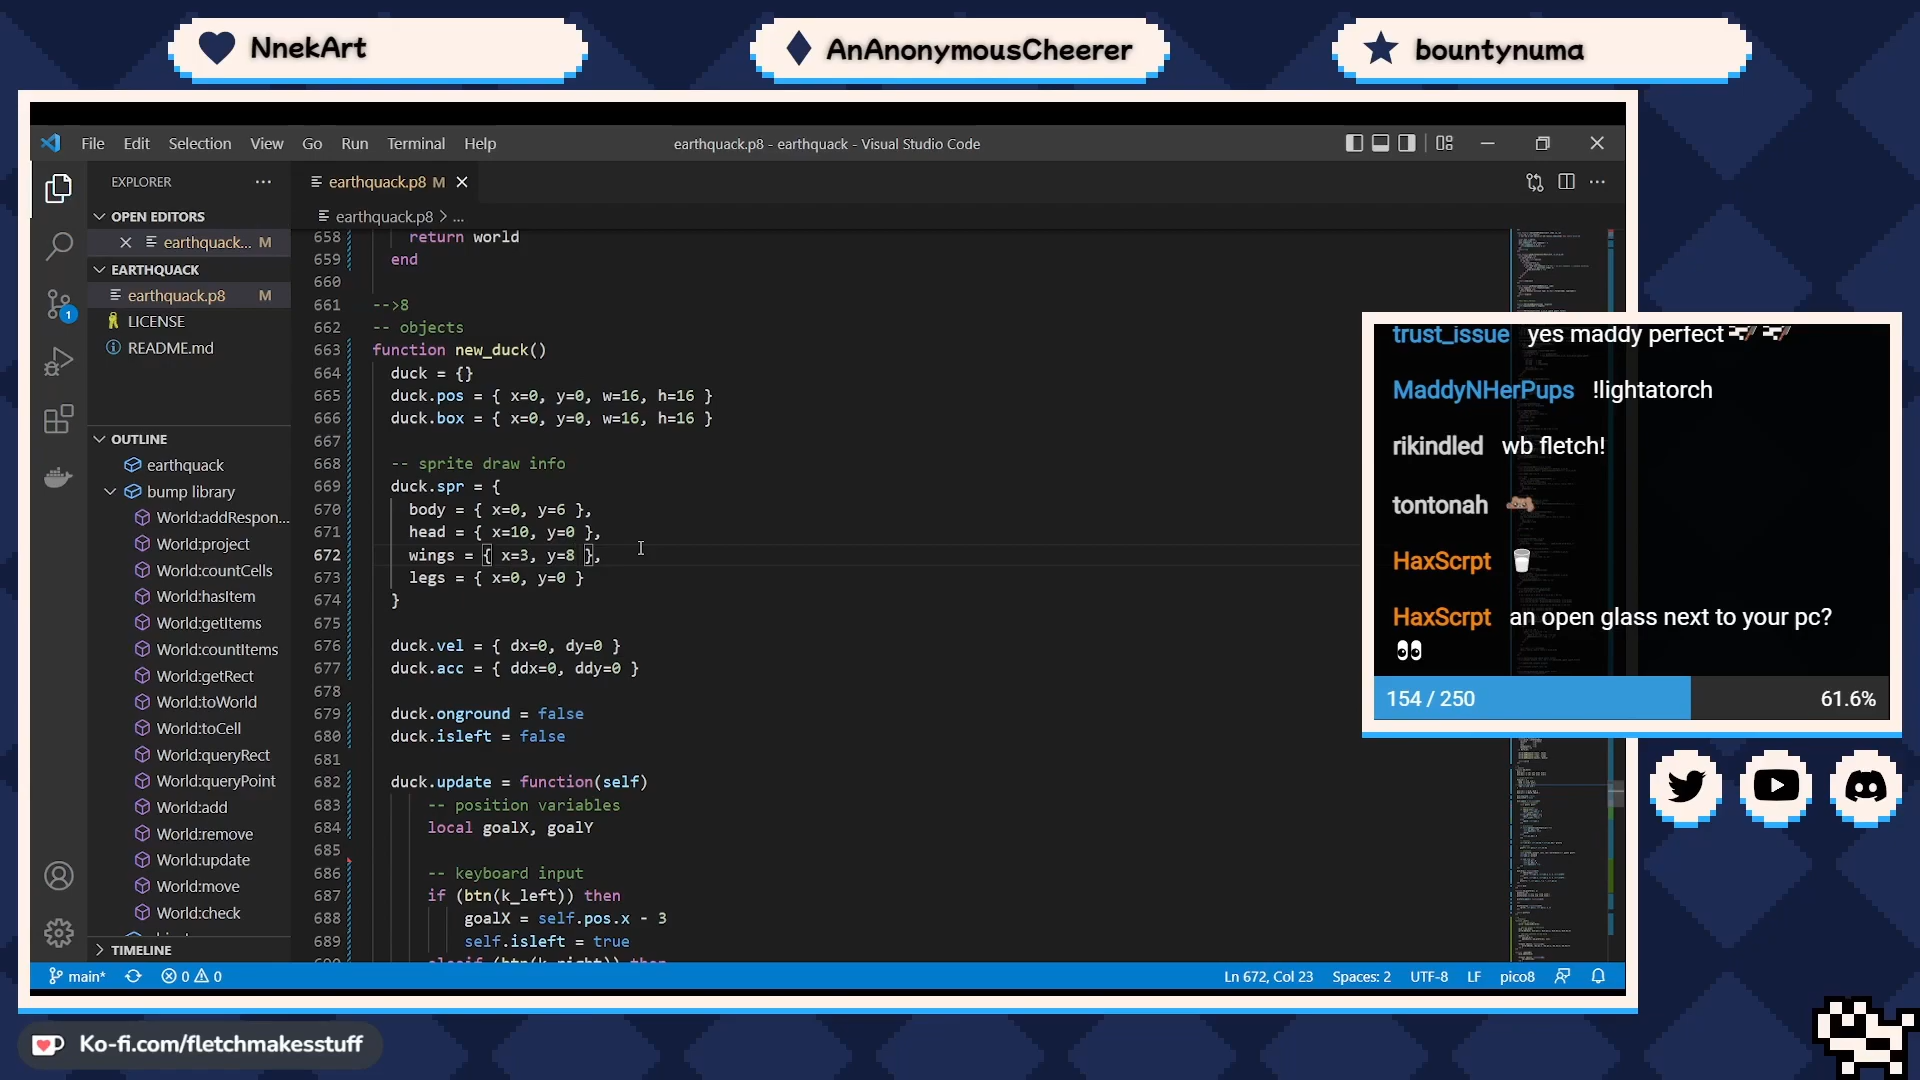 NnekArt
AnAnonymousCheerer
bountynuma
File Edit Selection View Go Run Terminal Help
earthquack.p8 - earthquack - Visual Studio Code
EXPLORER
OPEN EDITORS
earthquack... M
EARTHQUACK
earthquack.p8 M
LICENSE
README.md
OUTLINE
earthquack
bump library
World:addRespon...
World:project
World:countCells
World:hasItem
World:getItems
World:countItems
World:getRect
World:toWorld
World:toCell
World:queryRect
World:queryPoint
World:add
World:remove
World:update
World:move
World:check
TIMELINE
earthquack.p8 M
earthquack.p8 > ...
658 return world
659 end
660
661 -->8
662 -- objects
663 function new_duck()
664 duck = {}
665 duck.pos = { x=0, y=0, w=16, h=16 }
666 duck.box = { x=0, y=0, w=16, h=16 }
667
668 -- sprite draw info
669 duck.spr = {
670 body = { x=0, y=6 },
671 head = { x=10, y=0 },
672 wings = { x=3, y=8 },
673 legs = { x=0, y=0 }
674 }
675
676 duck.vel = { dx=0, dy=0 }
677 duck.acc = { ddx=0, ddy=0 }
678
679 duck.onground = false
680 duck.isleft = false
681
682 duck.update = function(self)
683 -- position variables
684 local goalX, goalY
685
686 -- keyboard input
687 if (btn(k_left)) then
688 goalX = self.pos.x - 3
689 self.isleft = true
690 elseif (btn(k_right)) then
trust_issue yes maddy perfect
MaddyNHerPups !lightatorch
rikindled wb fletch!
tontonah
HaxScrpt
HaxScrpt an open glass next to your pc?
154 / 250 61.6%
1
main* 0 0
Ln 672, Col 23 Spaces: 2 UTF-8 LF pico8
Ko-fi.com/fletchmakesstuff